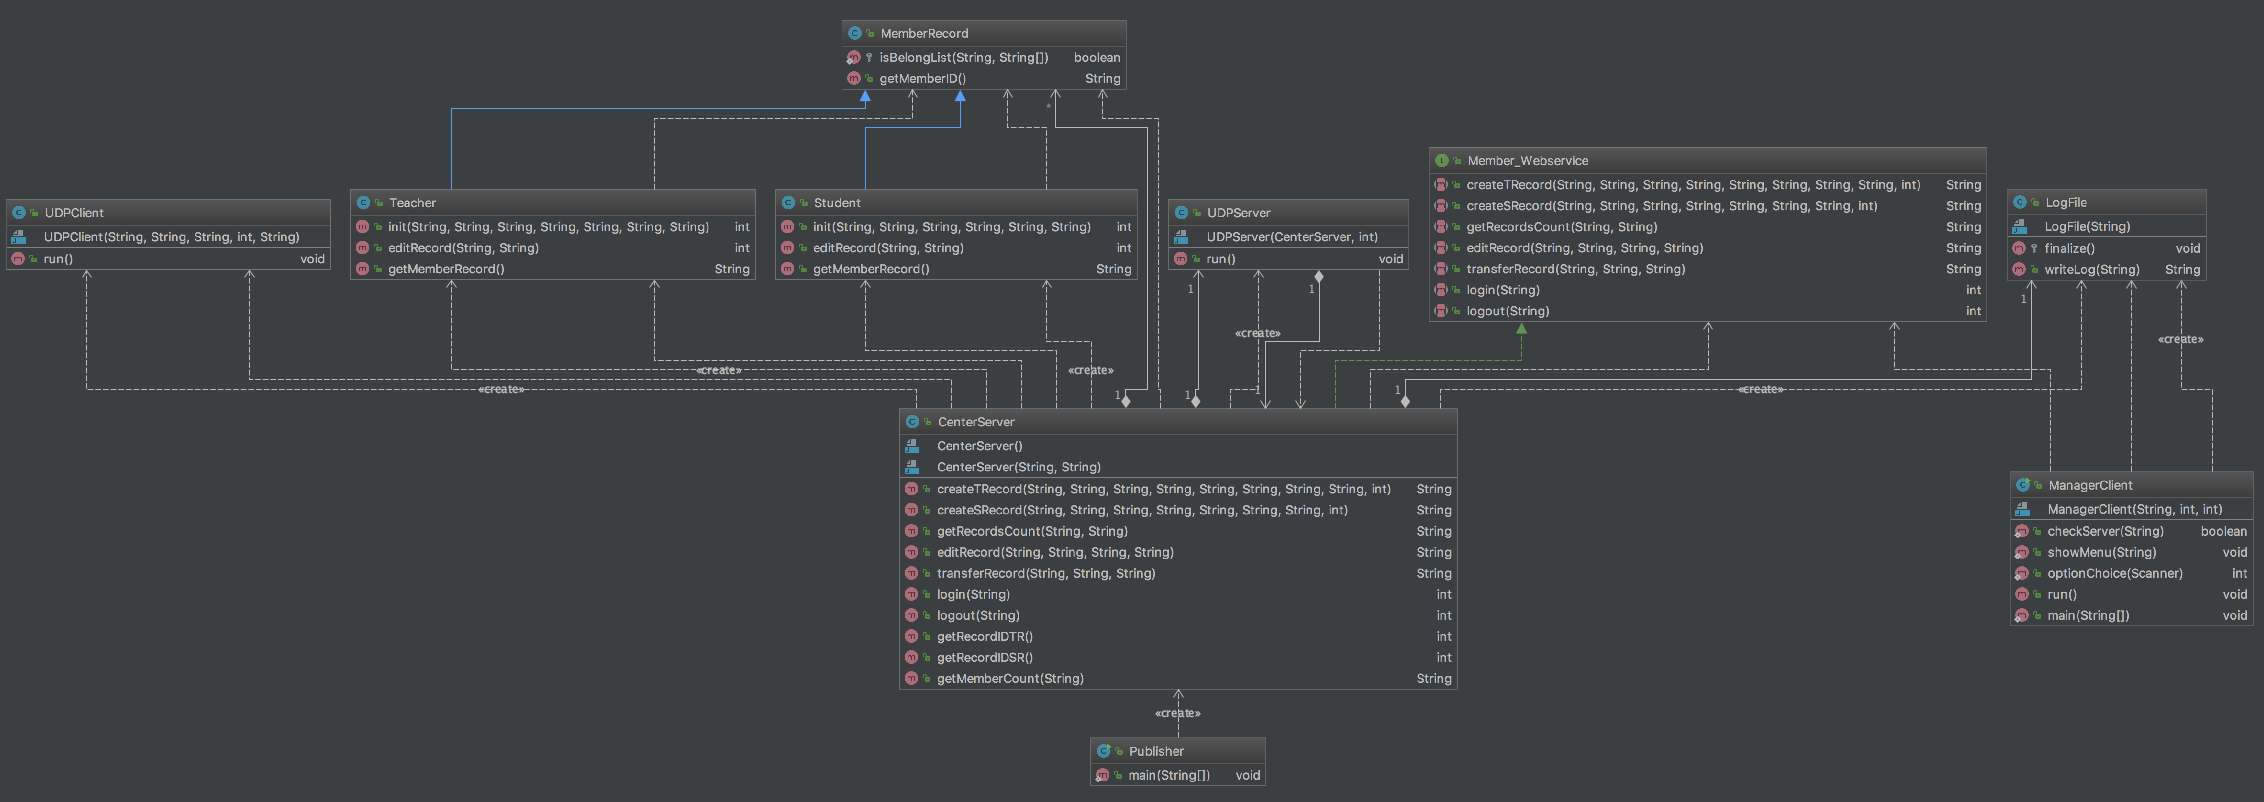 MemberRecord
isBelongList(String, String[]) boolean
getMemberID() String
*
UDPClient
UDPClient(String, String, String, int, String)
run() void
Teacher
init(String, String, String, String, String, String, String, String) int
editRecord(String, String) int
getMemberRecord() String
Student
init(String, String, String, String, String, String, String) int
editRecord(String, String) int
getMemberRecord() String
UDPServer
UDPServer(CenterServer, int)
run() void
Member_Webservice
createTRecord(String, String, String, String, String, String, String, String, int) String
createSRecord(String, String, String, String, String, String, String, int) String
getRecordsCount(String, String) String
editRecord(String, String, String, String) String
transferRecord(String, String, String) String
login(String) int
logout(String) int
LogFile
LogFile(String)
finalize() void
writeLog(String) String
1
1
1
«create»
«create»
«create»
«create»
«create»
«create»
1
1
1
1
CenterServer
CenterServer()
CenterServer(String, String)
createTRecord(String, String, String, String, String, String, String, String, int) String
createSRecord(String, String, String, String, String, String, String, int) String
getRecordsCount(String, String) String
editRecord(String, String, String, String) String
transferRecord(String, String, String) String
login(String) int
logout(String) int
getRecordIDTR() int
getRecordIDSR() int
getMemberCount(String) String
ManagerClient
ManagerClient(String, int, int)
checkServer(String) boolean
showMenu(String) void
optionChoice(Scanner) int
run() void
main(String[]) void
«create»
Publisher
main(String[]) void